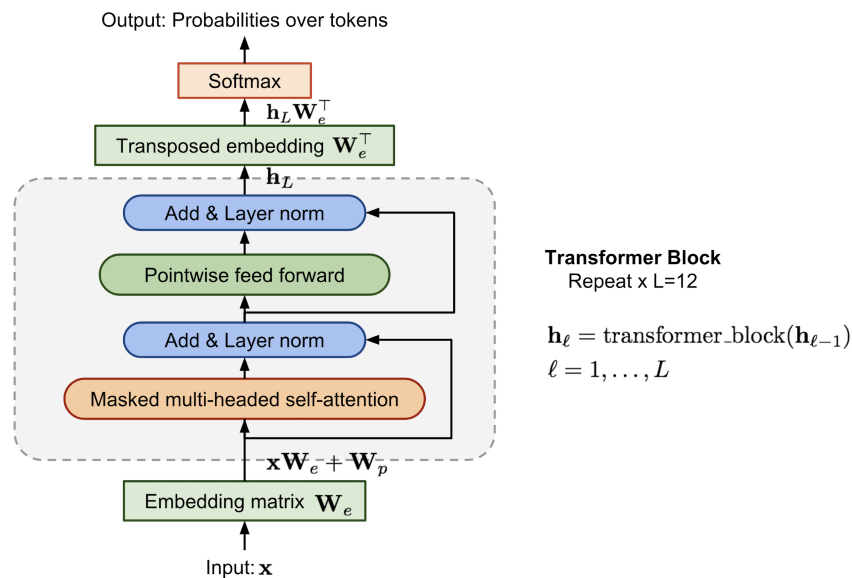 Output: Probabilities over tokens
Softmax
h_L W_e^⊤
Transposed embedding W_e^⊤
h_L
Add & Layer norm
Pointwise feed forward
Add & Layer norm
Masked multi-headed self-attention
xW_e + W_p
Embedding matrix W_e
Input: x
Transformer Block
Repeat x L=12
h_ℓ = transformer_block(h_{ℓ−1})
ℓ = 1, . . . , L